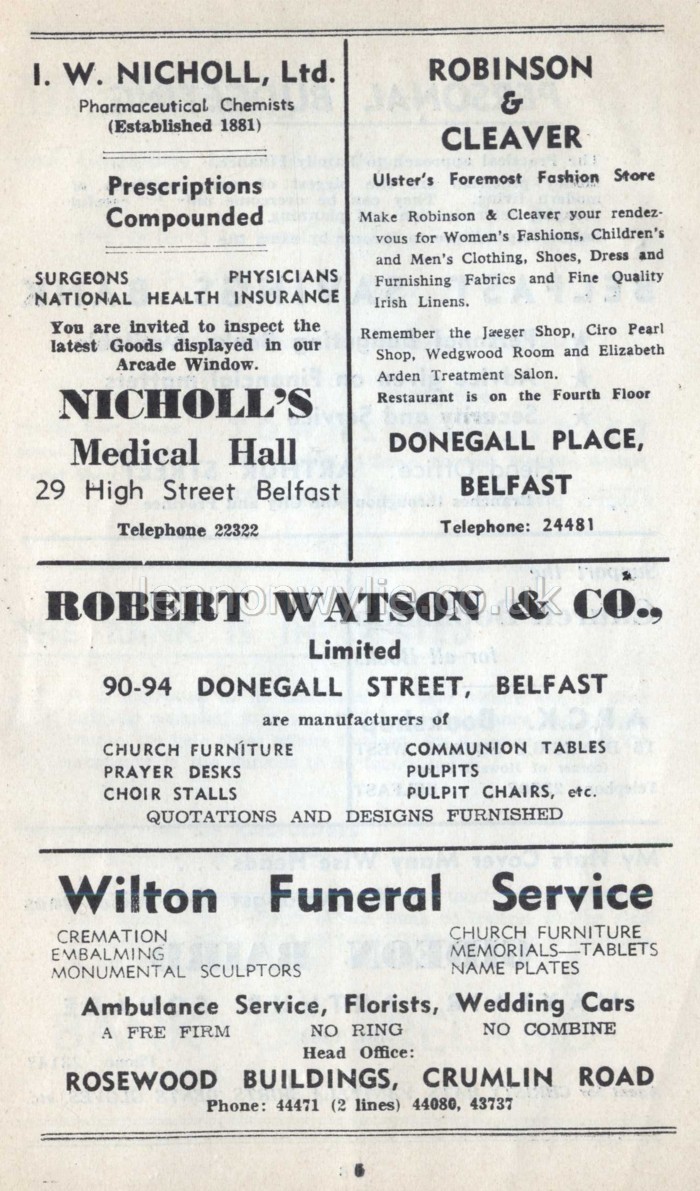 I. W. NICHOLL, Ltd.
Pharmaceutical Chemists
(Established 1881)
Prescriptions
Compounded
SURGEONS PHYSICIANS
NATIONAL HEALTH INSURANCE
You are invited to inspect the
latest Goods displayed in our
Arcade Window.
NICHOLL'S
Medical Hall
29 High Street Belfast
Telephone 22322
ROBINSON
&
CLEAVER
Ulster's Foremost Fashion Store
Make Robinson & Cleaver your rendez-
vous for Women's Fashions, Children's
and Men's Clothing, Shoes, Dress and
Furnishing Fabrics and Fine Quality
Irish Linens.
Remember the Jæger Shop, Ciro Pearl
Shop, Wedgwood Room and Elizabeth
Arden Treatment Salon.
Restaurant is on the Fourth Floor
DONEGALL PLACE,
BELFAST
Telephone: 24481
lennonwylie.co.uk
ROBERT WATSON & CO.,
Limited
90-94 DONEGALL STREET, BELFAST
are manufacturers of
CHURCH FURNITURE COMMUNION TABLES
PRAYER DESKS PULPITS
CHOIR STALLS PULPIT CHAIRS, etc.
QUOTATIONS AND DESIGNS FURNISHED
Wilton Funeral Service
CREMATION CHURCH FURNITURE
EMBALMING MEMORIALS—TABLETS
MONUMENTAL SCULPTORS NAME PLATES
Ambulance Service, Florists, Wedding Cars
A FRE FIRM NO RING NO COMBINE
Head Office:
ROSEWOOD BUILDINGS, CRUMLIN ROAD
Phone: 44471 (2 lines) 44080, 43737